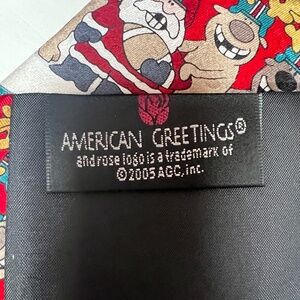 AMERICAN GREETINGS®
and rose logo is a trademark of
©2005 AGC, inc.